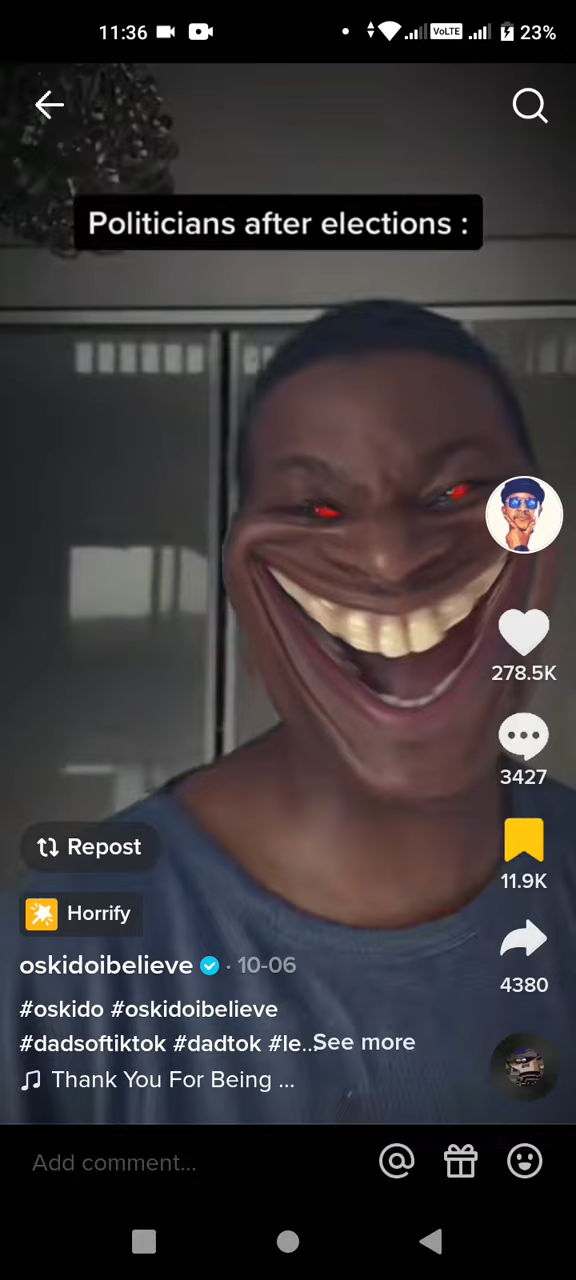 11:36
VoLTE
23%
Politicians after elections :
278.5K
3427
11.9K
4380
Repost
Horrify
oskidoibelieve · 10-06
#oskido #oskidoibelieve
#dadsoftiktok #dadtok #le... See more
Thank You For Being ...
Add comment...